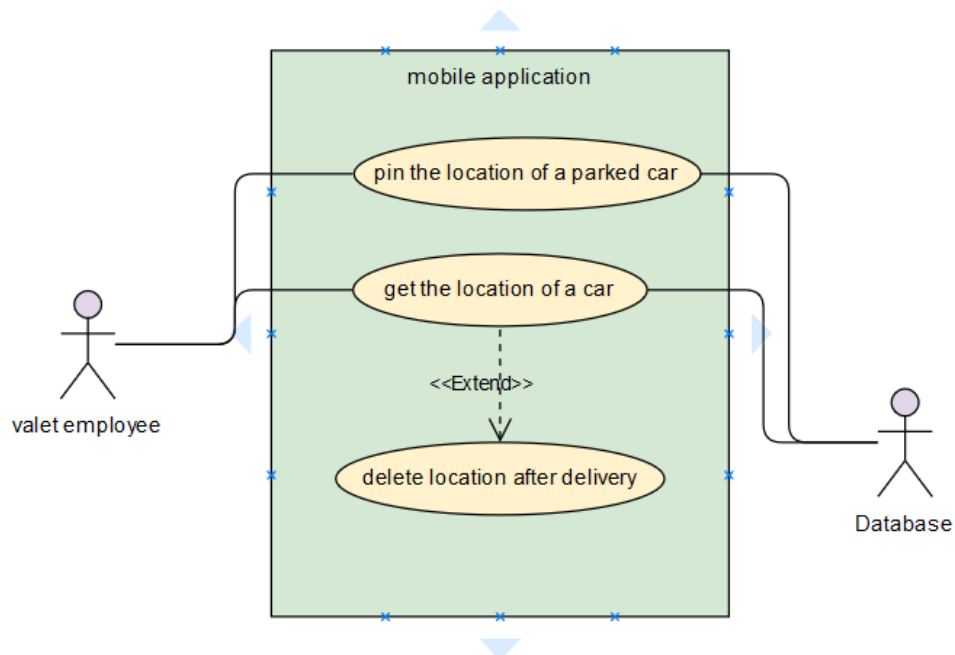 mobile application
pin the location of a parked car
get the location of a car
<<Extend>>
valet employee
delete location after delivery
Database